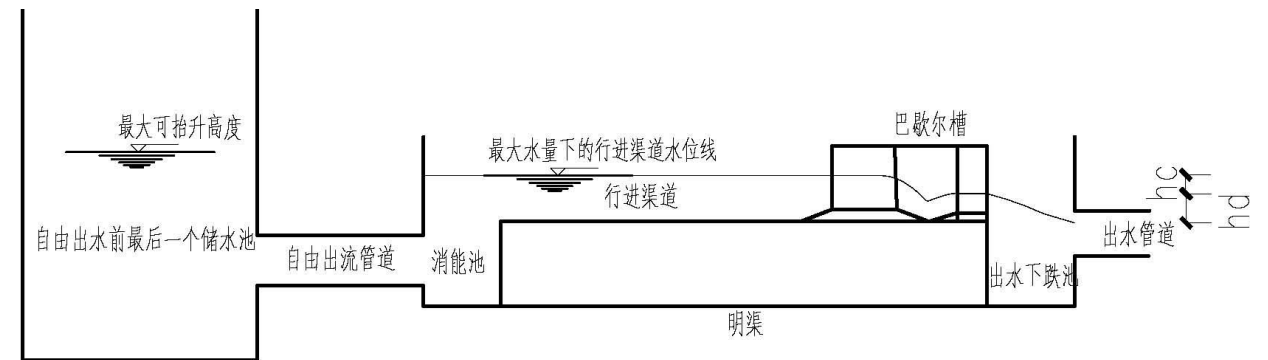 最大可抬升高度
巴歇尔槽
最大水量下的行进渠道水位线
行进渠道
hc
hd
自由出水前最后一个储水池
自由出流管道
消能池
出水管道
出水下跌池
明渠